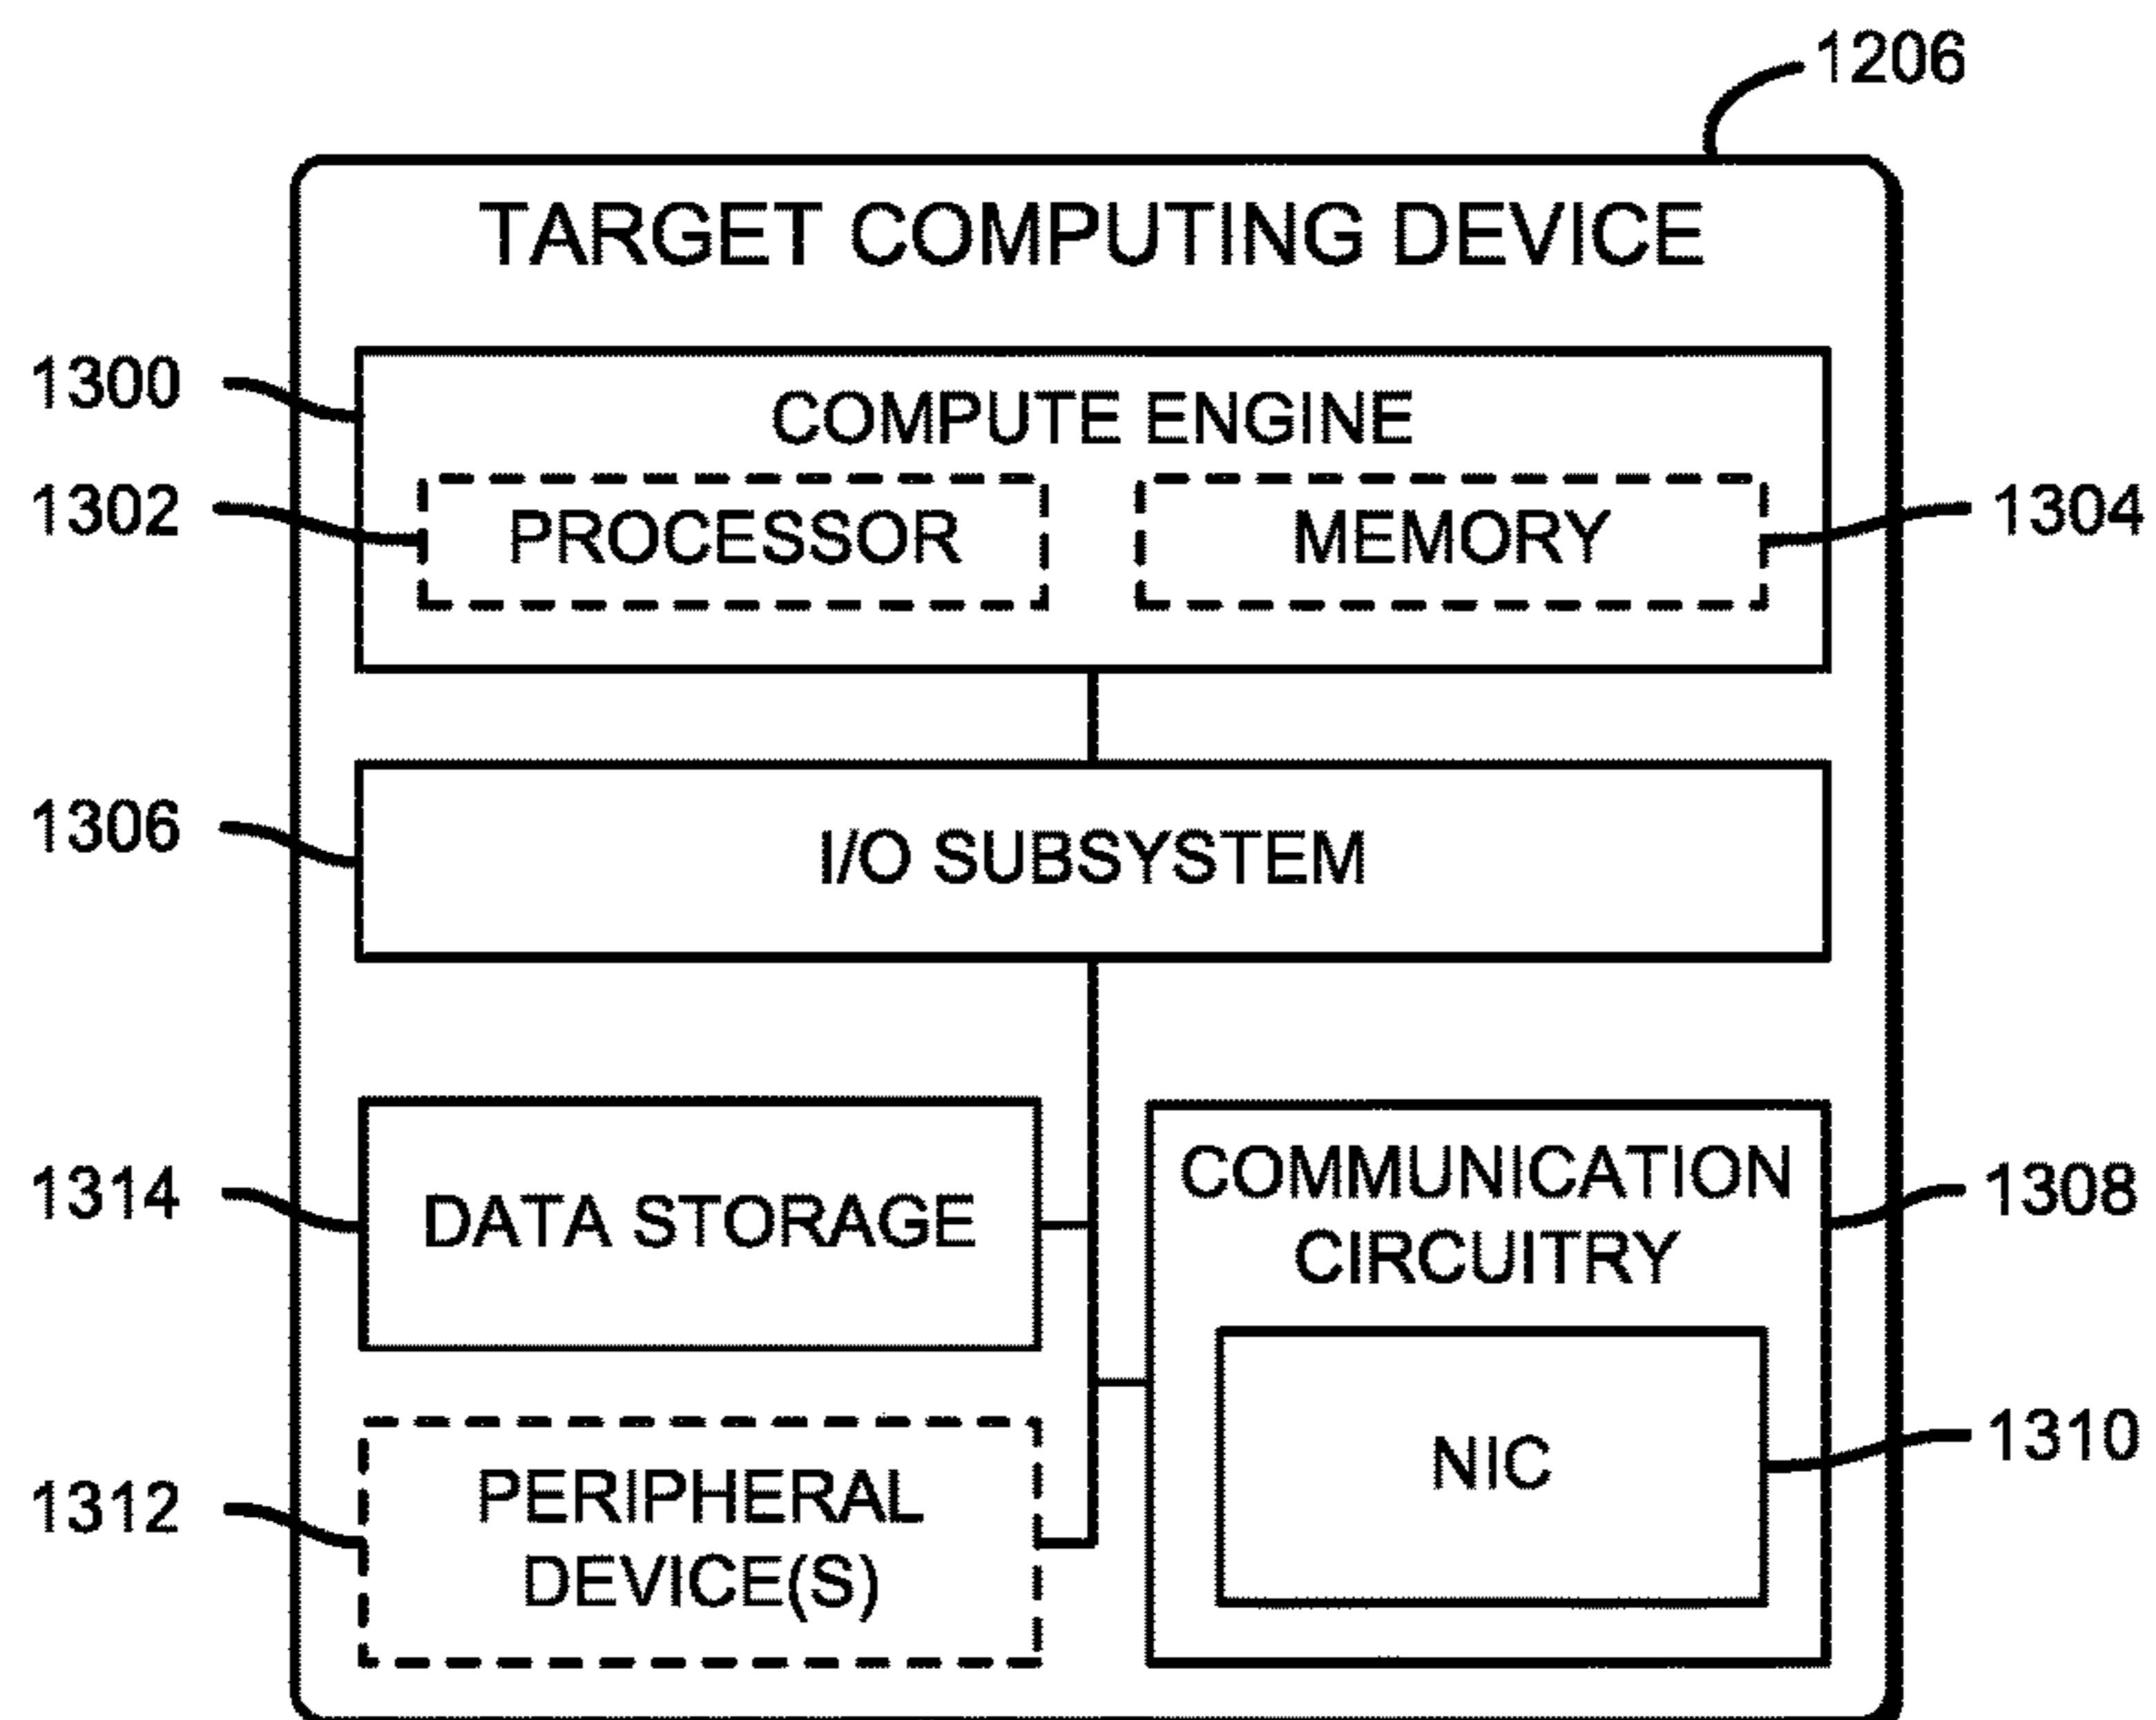 1206
TARGET COMPUTING DEVICE
1300
COMPUTE ENGINE
1302
PROCESSOR
MEMORY
1304
1306
I/O SUBSYSTEM
1314
DATA STORAGE
COMMUNICATION
CIRCUITRY
1308
1312
PERIPHERAL
DEVICE(S)
NIC
1310